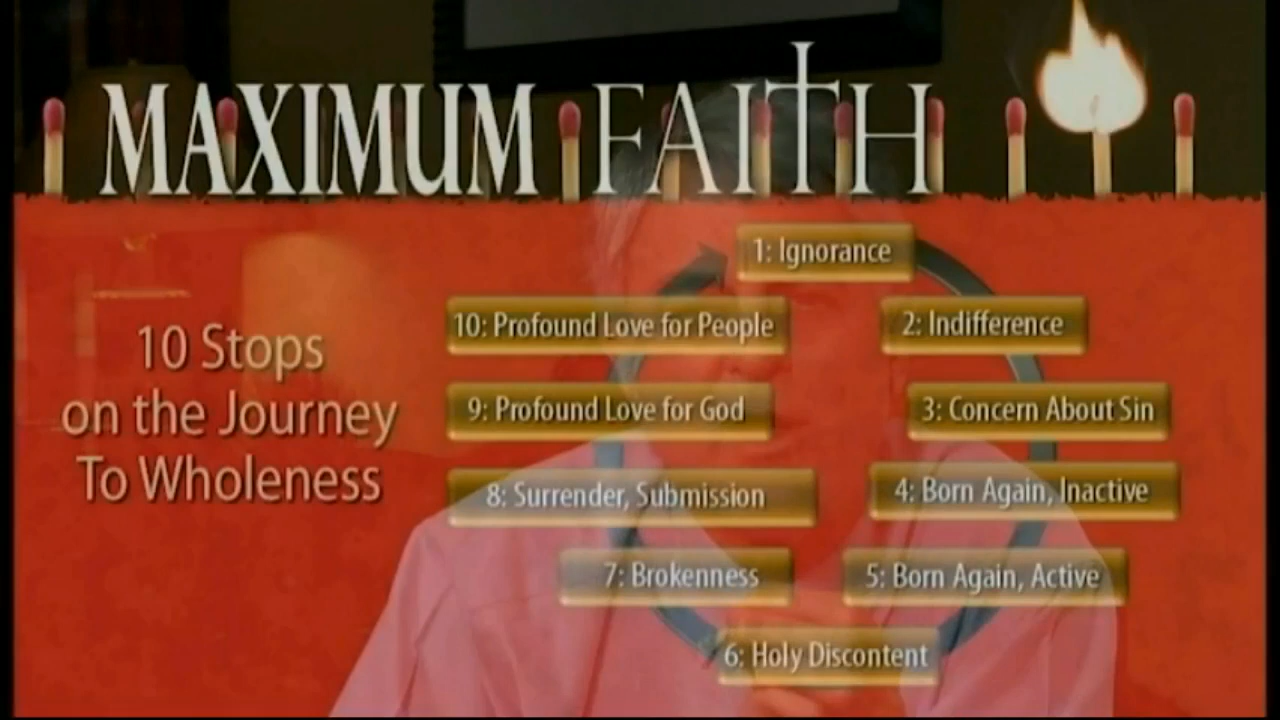 MAXIMUM FAITH
10 Stops
on the Journey
To Wholeness
1: Ignorance
2: Indifference
3: Concern About Sin
4: Born Again, Inactive
5: Born Again, Active
6: Holy Discontent
7: Brokenness
8: Surrender, Submission
9: Profound Love for God
10: Profound Love for People